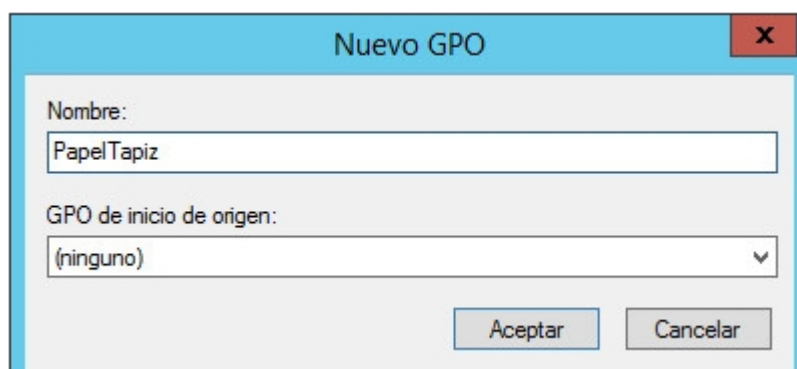 Nuevo GPO
x
Nombre:
PapelTapiz
GPO de inicio de origen:
(ninguno)
Aceptar Cancelar